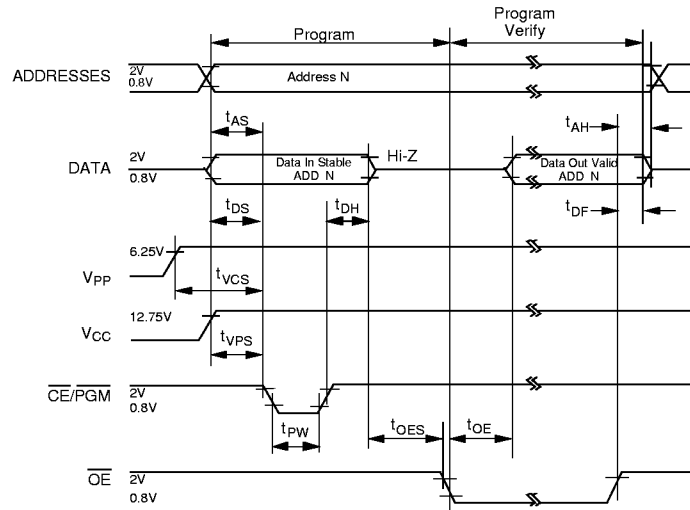 Program
Program
Verify
ADDRESSES
2V
0.8V
Address N
tAS
tAH
DATA
2V
0.8V
Data In Stable
ADD N
Hi-Z
Data Out Valid
ADD N
tDS
tDH
tDF
6.25V
VPP
tVCS
12.75V
VCC
tVPS
CE/PGM
2V
0.8V
tPW
tOES
tOE
OE
2V
0.8V